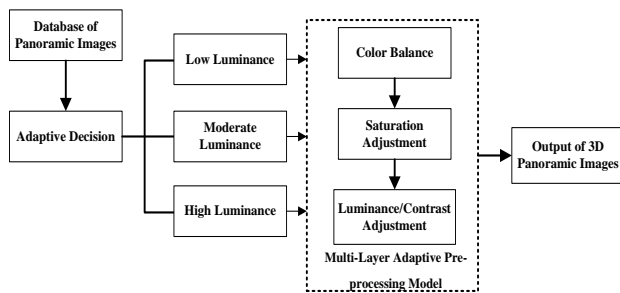 Database of
Panoramic Images
Adaptive Decision
Low Luminance
Moderate
Luminance
High Luminance
Color Balance
Saturation
Adjustment
Luminance/Contrast
Adjustment
Multi-Layer Adaptive Pre-
processing Model
Output of 3D
Panoramic Images